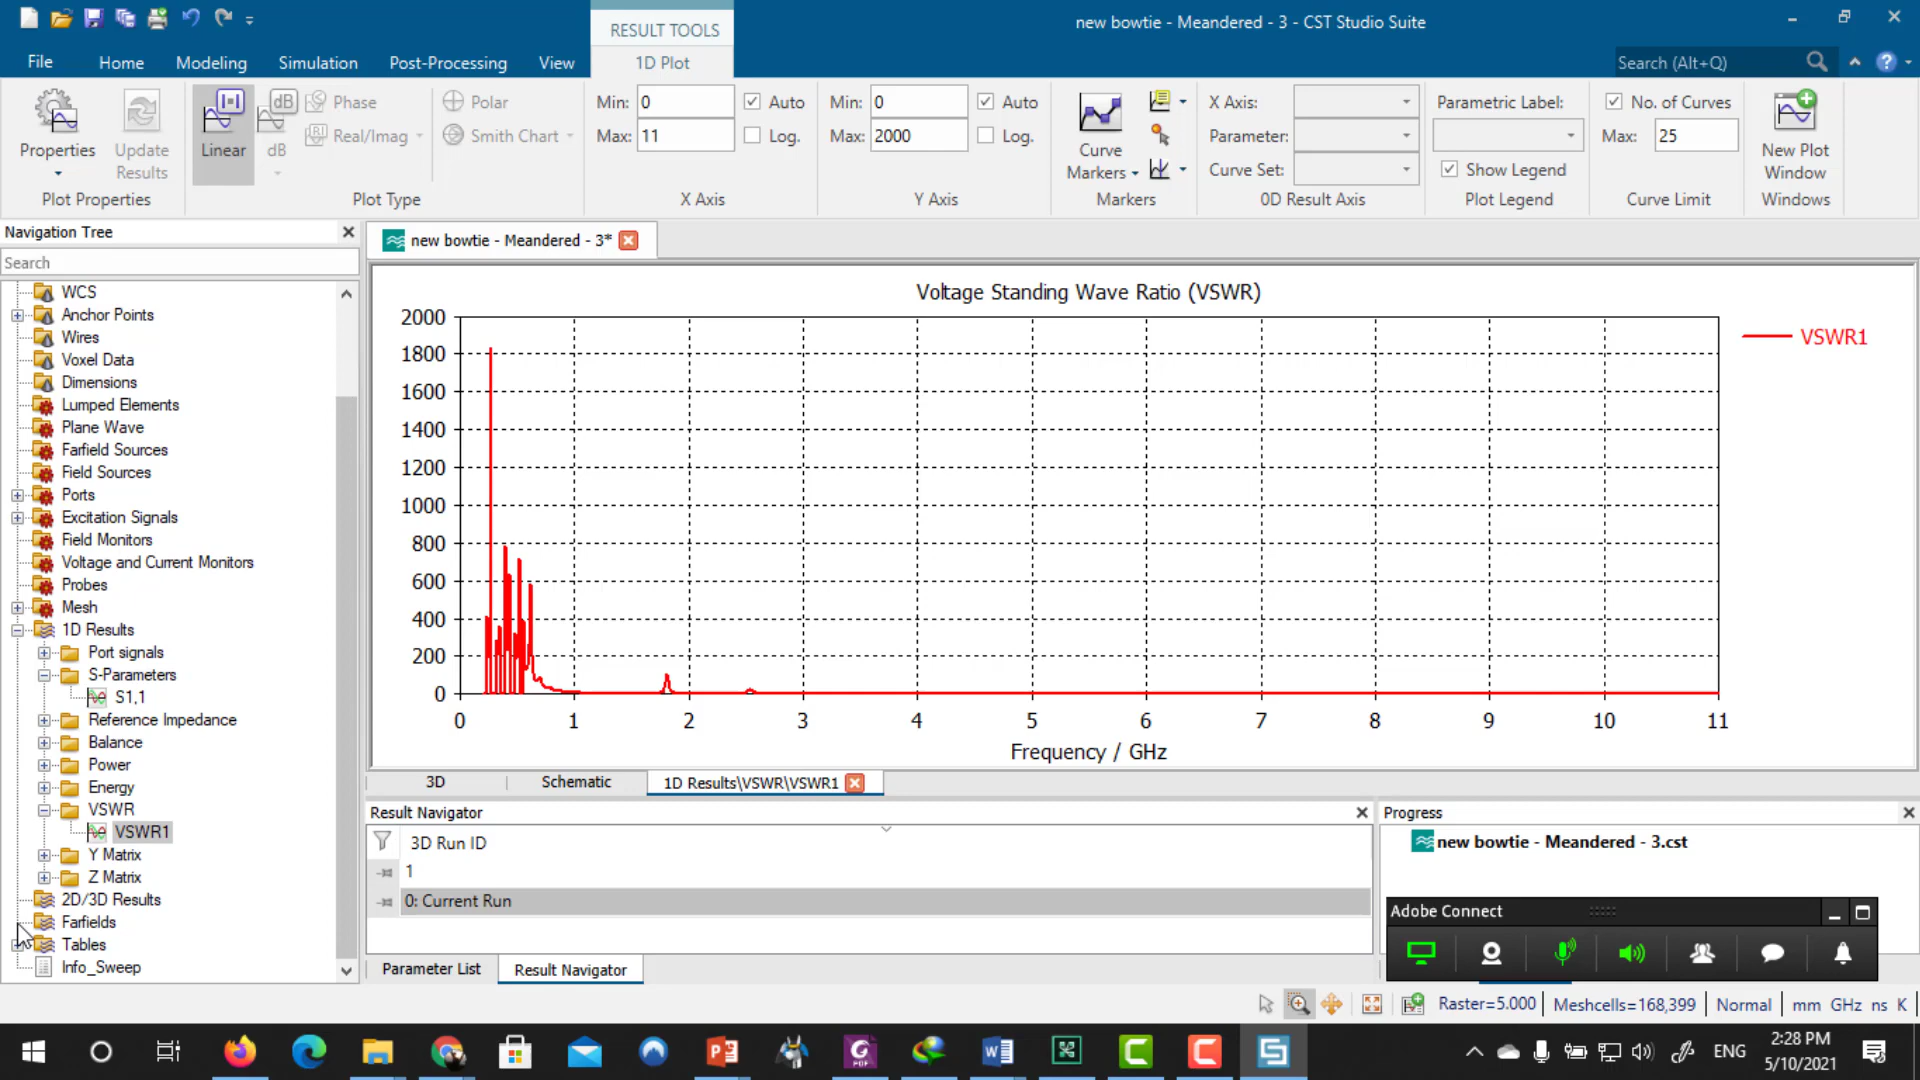 RESULT TOOLS
new bowtie - Meandered - 3 - CST Studio Suite
File Home Modeling Simulation Post-Processing View 1D Plot
Search (Alt+Q)
Properties
Update Results
Plot Properties
Linear
dB
Phase
Real/Imag
Polar
Smith Chart
Plot Type
Min: 0 Auto
Max: 11 Log.
X Axis
Min: 0 Auto
Max: 2000 Log.
Y Axis
Curve Markers
Markers
X Axis:
Parameter:
Curve Set:
0D Result Axis
Parametric Label:
Show Legend
Plot Legend
No. of Curves
Max: 25
Curve Limit
New Plot Window
Windows
Navigation Tree
Search
WCS
Anchor Points
Wires
Voxel Data
Dimensions
Lumped Elements
Plane Wave
Farfield Sources
Field Sources
Ports
Excitation Signals
Field Monitors
Voltage and Current Monitors
Probes
Mesh
1D Results
Port signals
S-Parameters
S1,1
Reference Impedance
Balance
Power
Energy
VSWR
VSWR1
Y Matrix
Z Matrix
2D/3D Results
Farfields
Tables
Info_Sweep
new bowtie - Meandered - 3*
Voltage Standing Wave Ratio (VSWR)
VSWR1
2000
1800
1600
1400
1200
1000
800
600
400
200
0
0 1 2 3 4 5 6 7 8 9 10 11
Frequency / GHz
3D Schematic 1D Results\VSWR\VSWR1
Result Navigator
3D Run ID
1
0: Current Run
Parameter List Result Navigator
Progress
new bowtie - Meandered - 3.cst
Adobe Connect
Raster=5.000 Meshcells=168,399 Normal mm GHz ns K
ENG
2:28 PM
5/10/2021